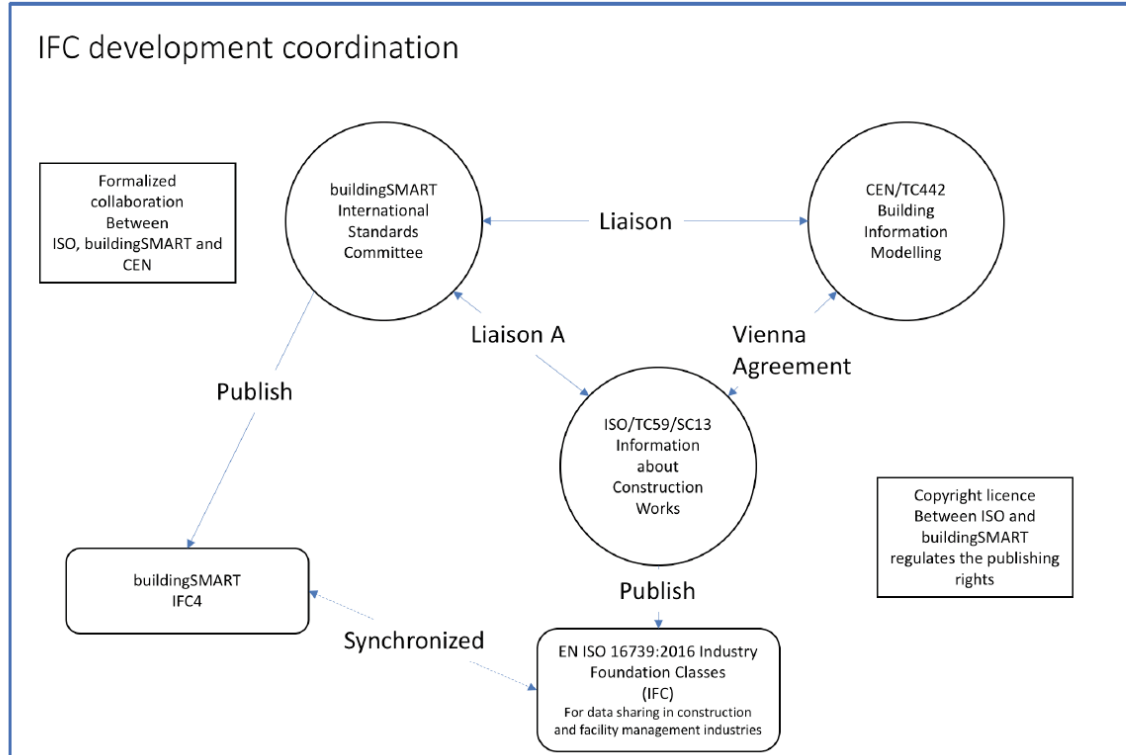 IFC development coordination
Formalized
collaboration
Between
ISO, buildingSMART and
CEN
buildingSMART
International
Standards
Committee
Liaison
CEN/TC442
Building
Information
Modelling
Liaison A
Vienna
Agreement
Publish
ISO/TC59/SC13
Information
about
Construction
Works
Copyright licence
Between ISO and
buildingSMART
regulates the publishing
rights
buildingSMART
IFC4
Publish
Synchronized
EN ISO 16739:2016 Industry
Foundation Classes
(IFC)
For data sharing in construction
and facility management industries